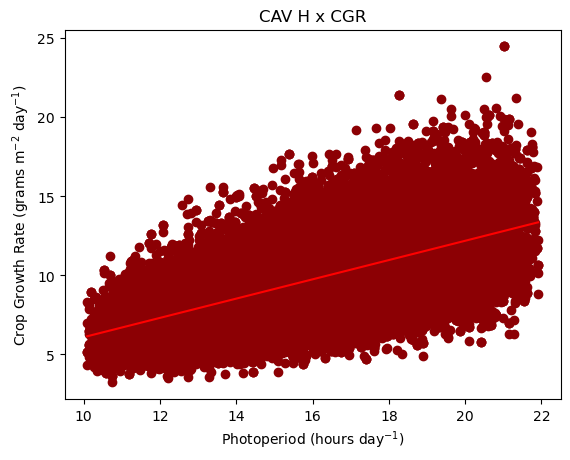 CAV H x CGR
Crop Growth Rate (grams m⁻² day⁻¹)
25
20
15
10
5
10 12 14 16 18 20 22
Photoperiod (hours day⁻¹)